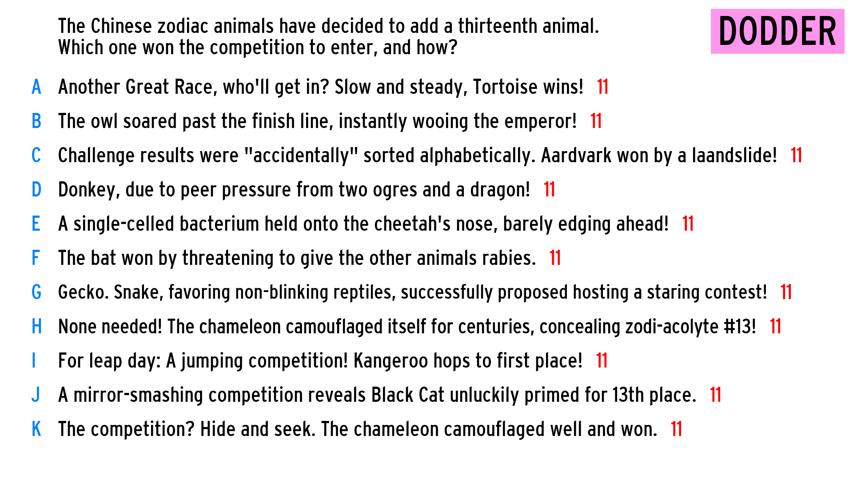 The Chinese zodiac animals have decided to add a thirteenth animal.
Which one won the competition to enter, and how?
DODDER
A Another Great Race, who'll get in? Slow and steady, Tortoise wins! 11
B The owl soared past the finish line, instantly wooing the emperor! 11
C Challenge results were "accidentally" sorted alphabetically. Aardvark won by a laandslide! 11
D Donkey, due to peer pressure from two ogres and a dragon! 11
E A single-celled bacterium held onto the cheetah's nose, barely edging ahead! 11
F The bat won by threatening to give the other animals rabies. 11
G Gecko. Snake, favoring non-blinking reptiles, successfully proposed hosting a staring contest! 11
H None needed! The chameleon camouflaged itself for centuries, concealing zodi-acolyte #13! 11
I For leap day: A jumping competition! Kangeroo hops to first place! 11
J A mirror-smashing competition reveals Black Cat unluckily primed for 13th place. 11
K The competition? Hide and seek. The chameleon camouflaged well and won. 11